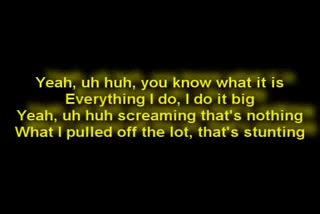 Yeah, uh huh, you know what it is
Everything I do, I do it big
Yeah, uh huh screaming that's nothing
What I pulled off the lot, that's stunting